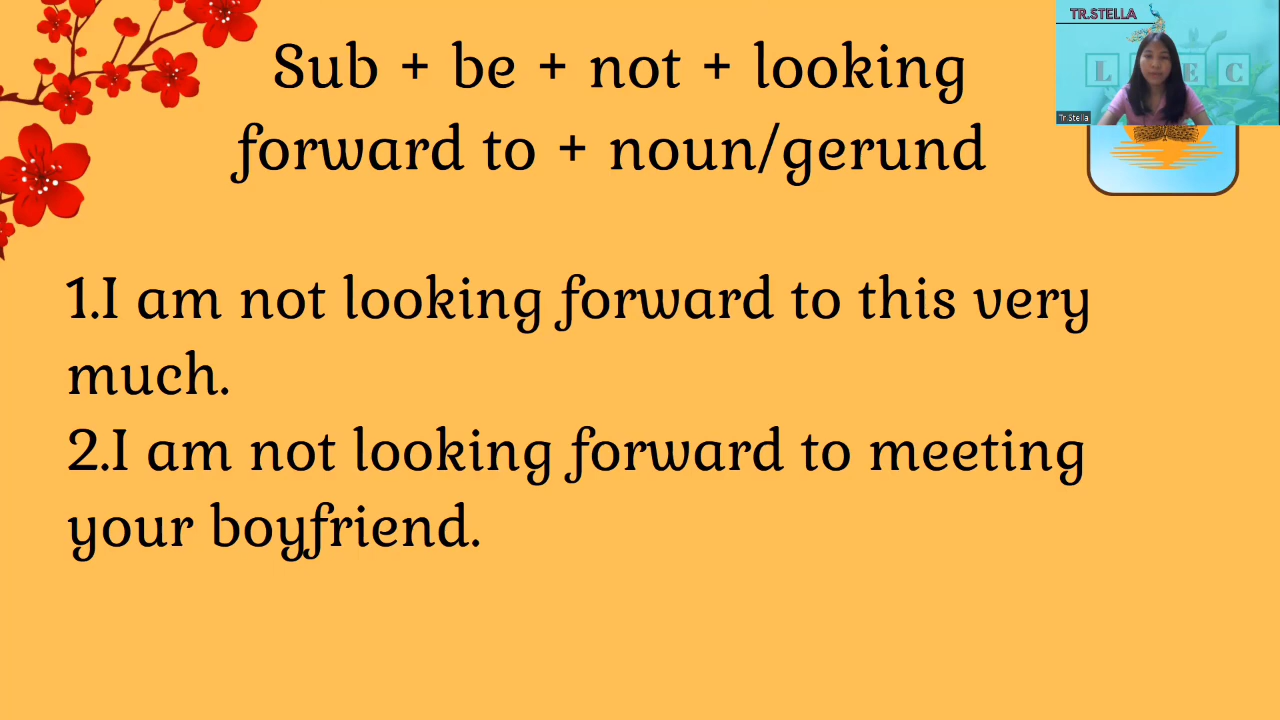 Sub + be + not + looking
forward to + noun/gerund
1.I am not looking forward to this very
much.
2.I am not looking forward to meeting
your boyfriend.
TR.STELLA
L E C
Tr Stella